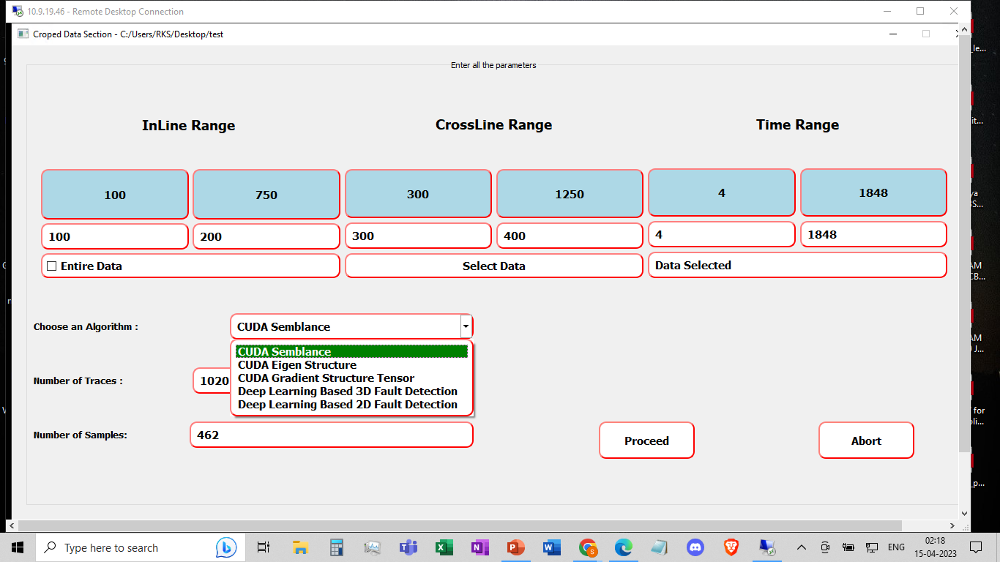 10.9.19.46 - Remote Desktop Connection
Croped Data Section - C:/Users/RKS/Desktop/test
Enter all the parameters
InLine Range CrossLine Range Time Range
100 750 300 1250 4 1848
100 200 300 400 4 1848
Entire Data Select Data Data Selected
Choose an Algorithm : CUDA Semblance
CUDA Semblance
CUDA Eigen Structure
CUDA Gradient Structure Tensor
Deep Learning Based 3D Fault Detection
Deep Learning Based 2D Fault Detection
Number of Traces : 1020
Number of Samples: 462
Proceed Abort
Type here to search
ENG
02:18
15-04-2023